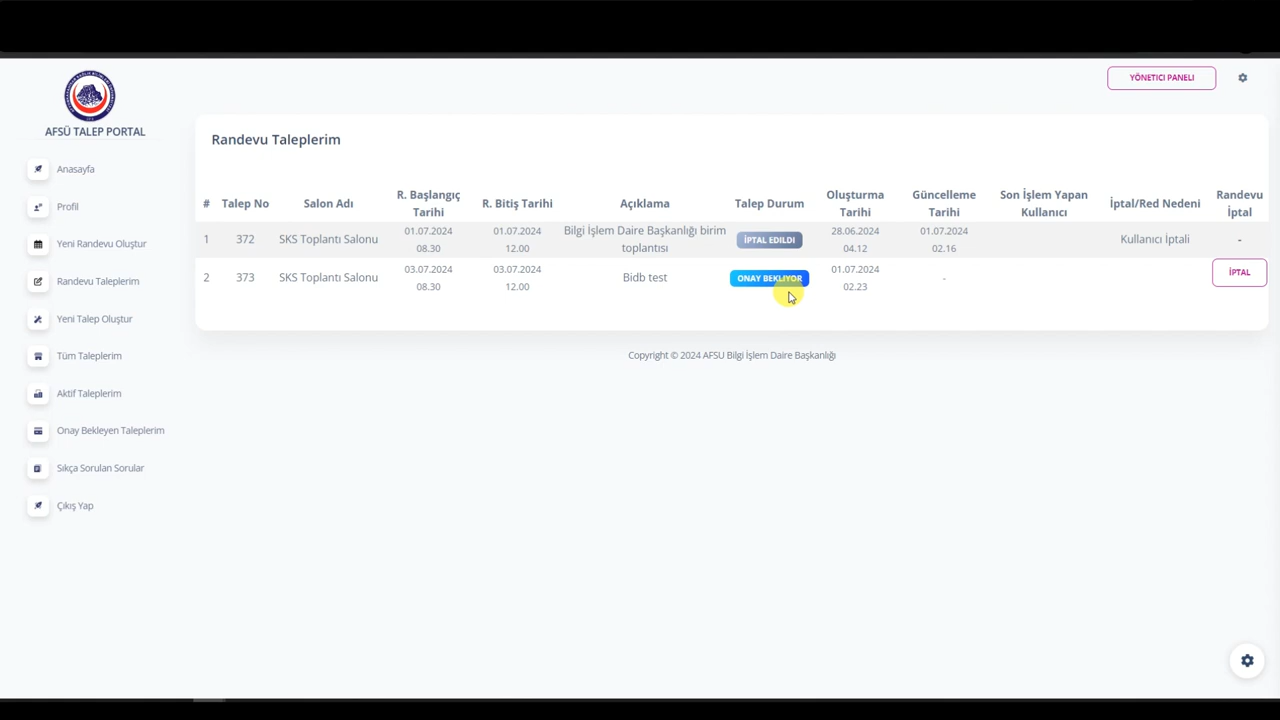 YÖNETICI PANELI
AFSÜ TALEP PORTAL
Anasayfa
Profil
Yeni Randevu Oluştur
Randevu Taleplerim
Yeni Talep Oluştur
Tüm Taleplerim
Aktif Taleplerim
Onay Bekleyen Taleplerim
Sıkça Sorulan Sorular
Çıkış Yap
Randevu Taleplerim
# Talep No Salon Adı R. Başlangıç Tarihi R. Bitiş Tarihi Açıklama Talep Durum Oluşturma Tarihi Güncelleme Tarihi Son İşlem Yapan Kullanıcı İptal/Red Nedeni Randevu İptal
1 372 SKS Toplantı Salonu 01.07.2024 08.30 01.07.2024 12.00 Bilgi İşlem Daire Başkanlığı birim toplantısı İPTAL EDILDI 28.06.2024 04.12 01.07.2024 02.16 Kullanıcı İptali -
2 373 SKS Toplantı Salonu 03.07.2024 08.30 03.07.2024 12.00 Bidb test ONAY BEKLIYOR 01.07.2024 02.23 - İPTAL
Copyright © 2024 AFSU Bilgi İşlem Daire Başkanlığı